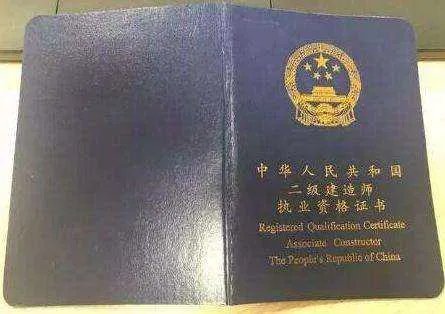 中华人民共和国
二级建造师
执业资格证书
Registered Qualification Certificate
Associate Constructor
The People's Republic of China